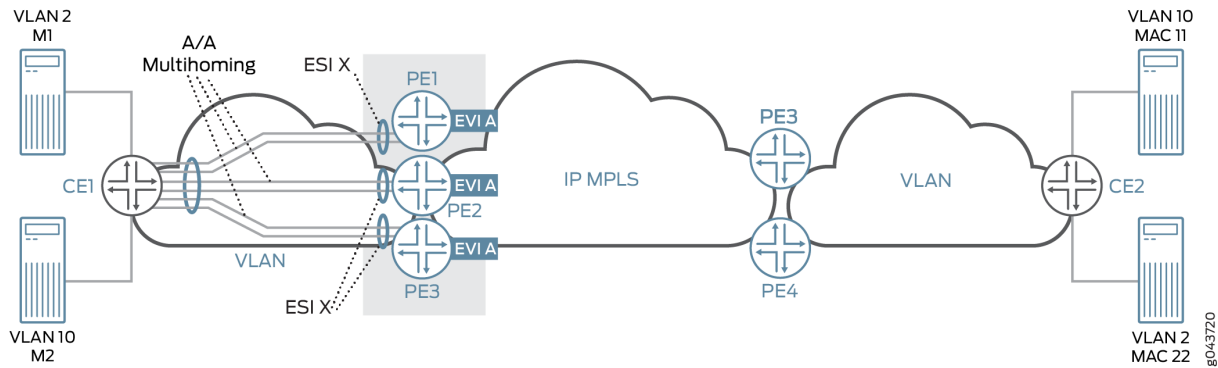 VLAN 2
M1
A/A
Multihoming
ESI X
PE1
EVI A
VLAN 10
MAC 11
PE3
CE1
EVI A
PE2
IP MPLS
VLAN
CE2
VLAN
EVI A
PE3
PE4
ESI X
VLAN 10
M2
VLAN 2
MAC 22
g043720